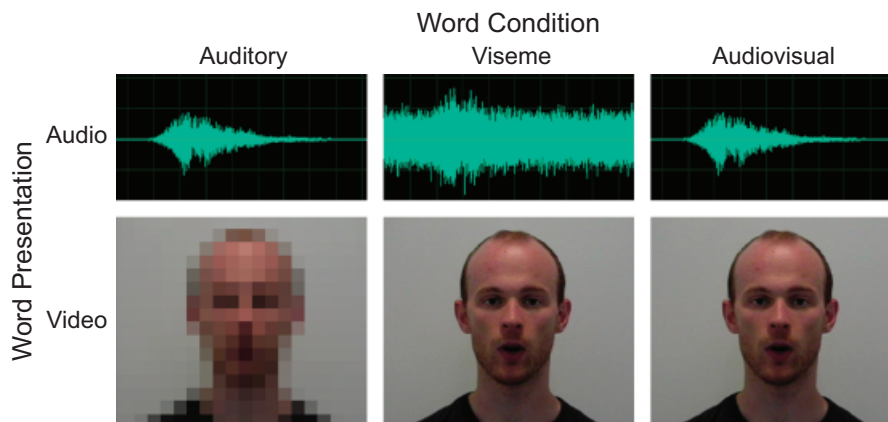 Word Condition
Auditory Viseme Audiovisual
Word Presentation
Audio
Video